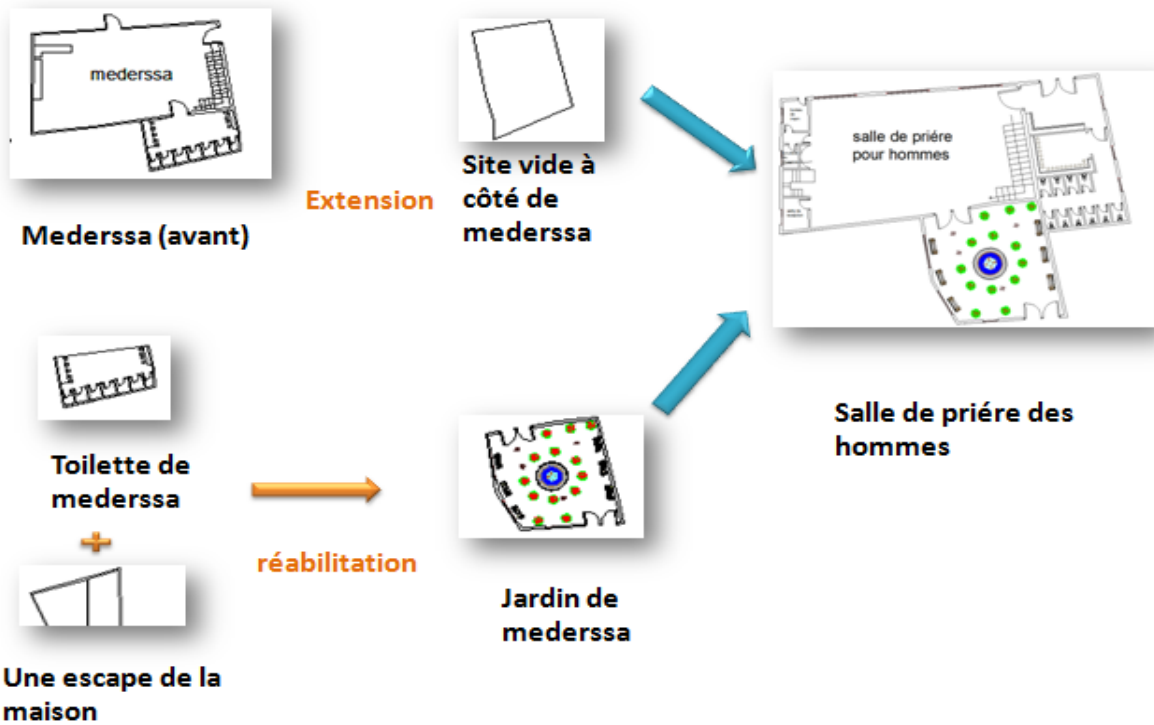 mederssa
Mederssa (avant)
Extension
Site vide à
côté de
mederssa
salle de priére
pour hommes
Salle de priére des
hommes
Toilette de
mederssa
+
Une escape de la
maison
réabilitation
Jardin de
mederssa